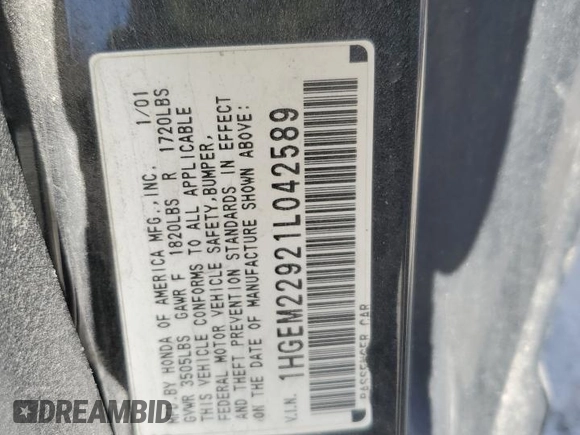 MFD BY HONDA OF AMERICA MFG., INC. 1/01
GVWR 3505LBS GAWR F 1820LBS R 1720LBS
THIS VEHICLE CONFORMS TO ALL APPLICABLE
FEDERAL MOTOR VEHICLE SAFETY, BUMPER,
AND THEFT PREVENTION STANDARDS IN EFFECT
ON THE DATE OF MANUFACTURE SHOWN ABOVE:
V.I.N. 1HGEM22921L042589
PASSENGER CAR
DREAMBID